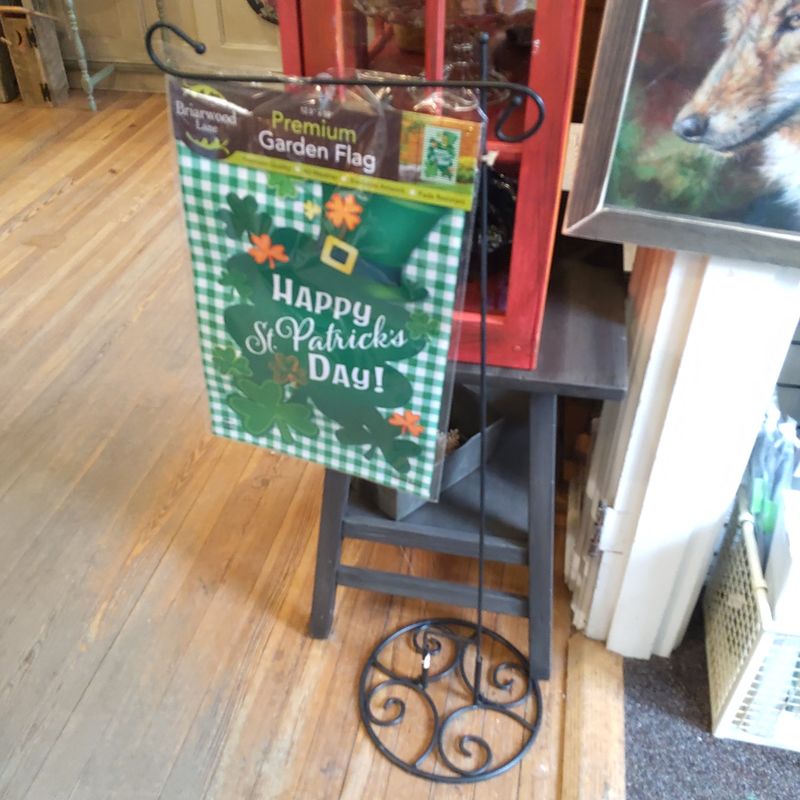 Briarwood
Lane
Premium
Garden Flag
HAPPY
St. Patrick's
DAY!